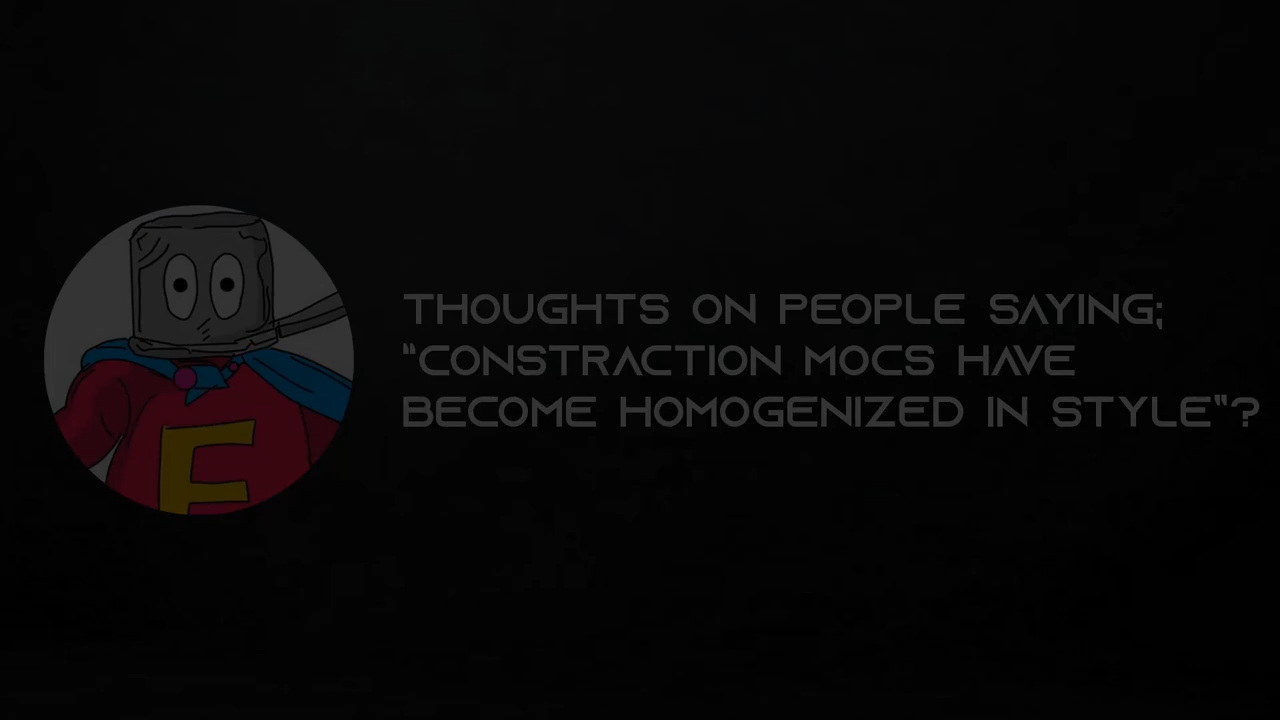 THOUGHTS ON PEOPLE SAYING;
"CONSTRACTION MOCS HAVE
BECOME HOMOGENIZED IN STYLE"?
E